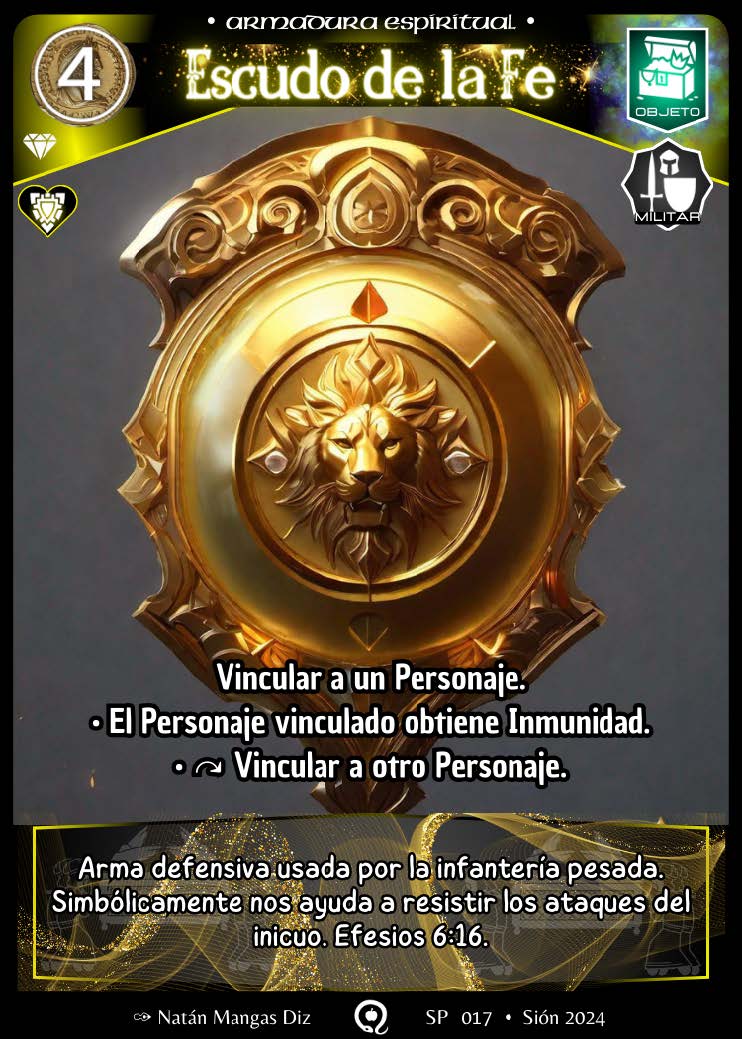 • ARMADURA ESPIRITUAL •
4
Escudo de la Fe
OBJETO
MILITAR
Vincular a un Personaje.
• El Personaje vinculado obtiene Inmunidad.
• ↷ Vincular a otro Personaje.
Arma defensiva usada por la infantería pesada.
Simbólicamente nos ayuda a resistir los ataques del
inicuo. Efesios 6:16.
Natán Mangas Diz SP 017 • Sión 2024